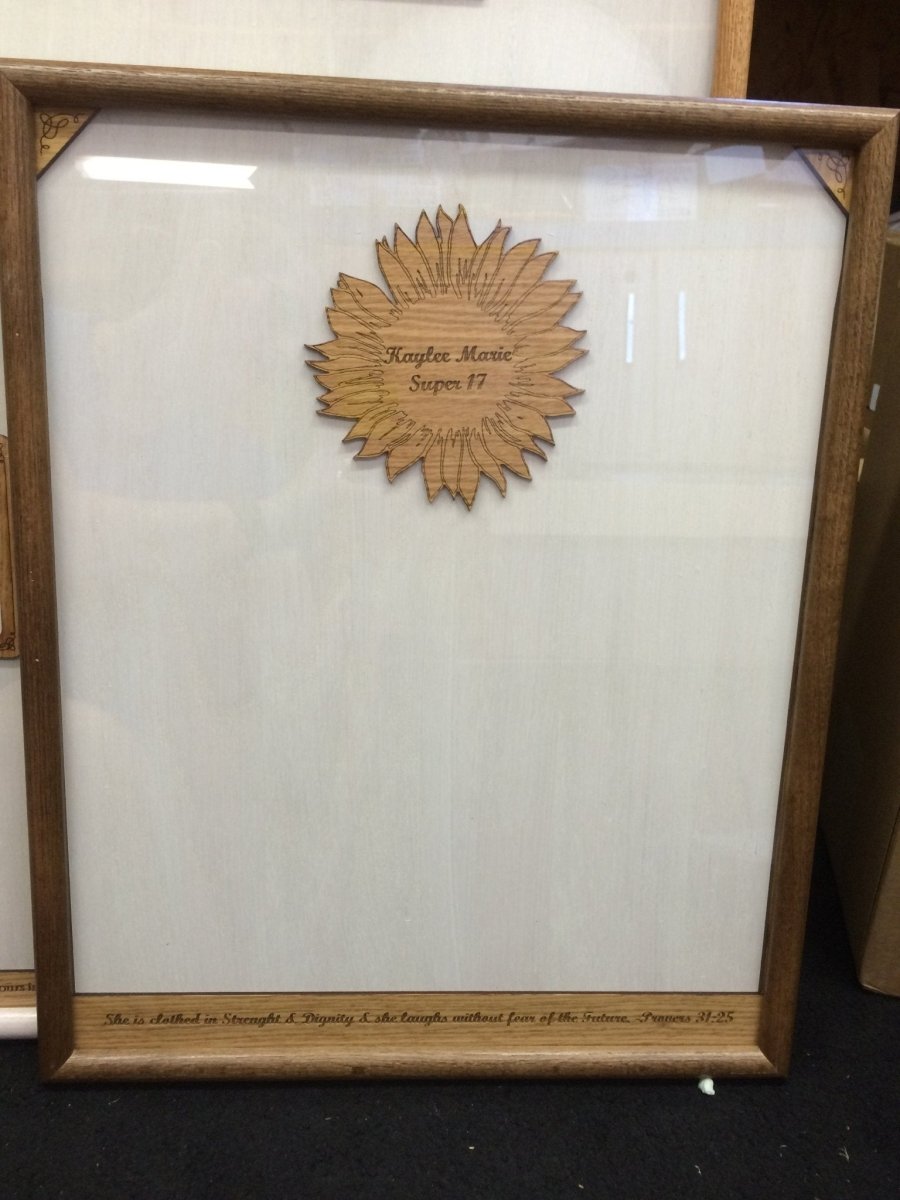 Kaylee Marie
Super 17
She is clothed in Strenght & Dignity & she laughs without fear of the Future. -Provers 31-25